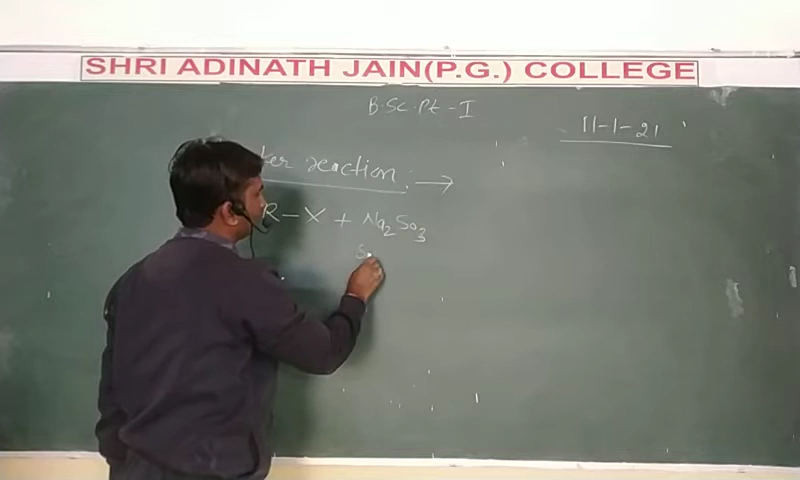 SHRI ADINATH JAIN(P.G.) COLLEGE
B.Sc. Pt - I
11-1-21
reaction :→
R - X + Na2SO3